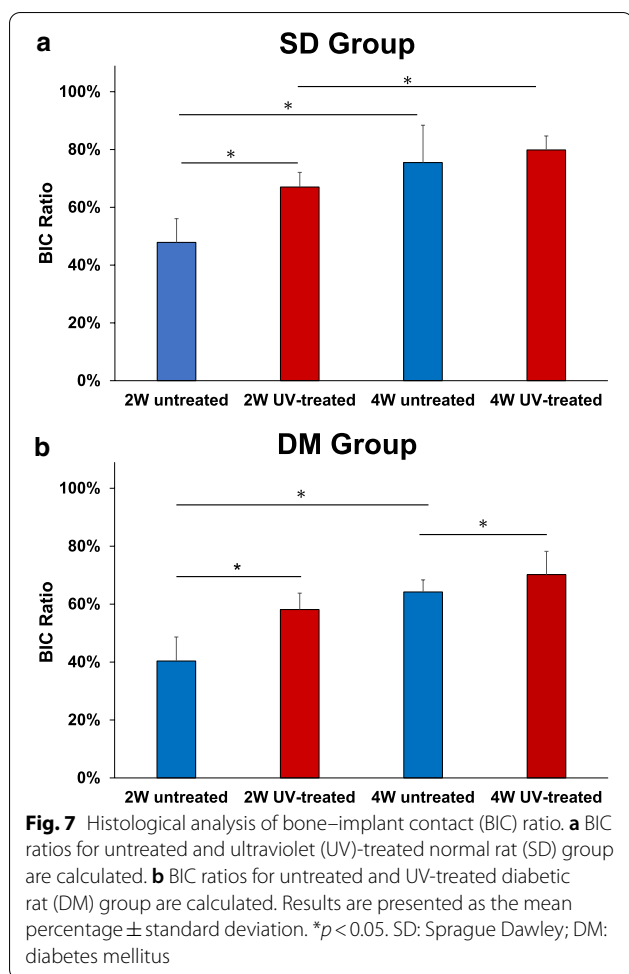 a
SD Group
*
*
*
100%
80%
60%
40%
20%
0%
BIC Ratio
2W untreated 2W UV-treated 4W untreated 4W UV-treated
b
DM Group
*
*
*
100%
80%
60%
40%
20%
0%
BIC Ratio
2W untreated 2W UV-treated 4W untreated 4W UV-treated
Fig. 7 Histological analysis of bone–implant contact (BIC) ratio. a BIC
ratios for untreated and ultraviolet (UV)-treated normal rat (SD) group
are calculated. b BIC ratios for untreated and UV-treated diabetic
rat (DM) group are calculated. Results are presented as the mean
percentage ± standard deviation. *p < 0.05. SD: Sprague Dawley; DM:
diabetes mellitus